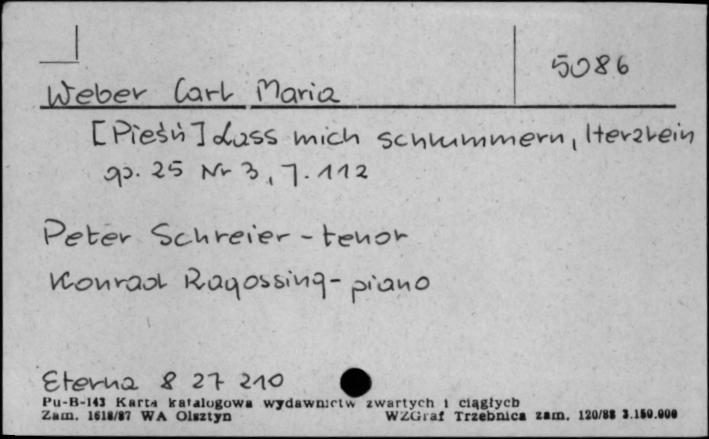 5086
Weber Carl Maria
[Pieśń] Lass mich schlummern, Herzlein
op. 25 Nr 3, J. 112
Peter Schreier - tenor
Konrad Ragossing - piano
Eterna 8 27 210
Pu-B-143 Karta katalogowa wydawnictw zwartych i ciągłych
Zam. 1618/87 WA Olsztyn WZGraf Trzebnica zam. 120/88 3.150.000